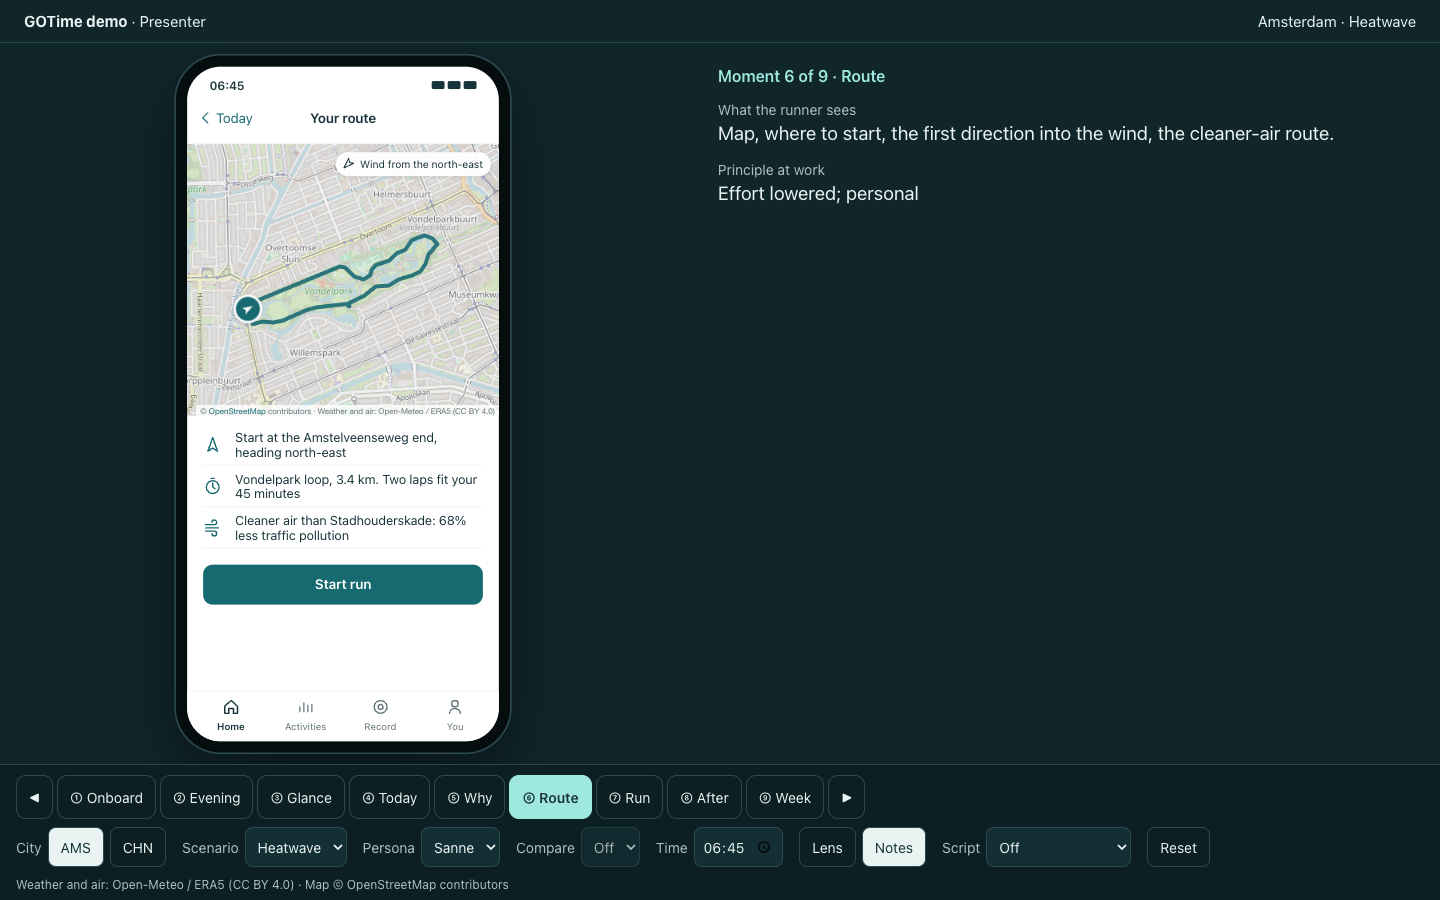 GOTime demo · Presenter
Amsterdam · Heatwave
06:45
Today
Your route
Wind from the north-east
Helmersbuurt
Vondelparkbuurt
Vondelparkbuurt
Overtoom
Overtoomse
Sluis
Vondelpark
Museumkwa
De Lairessestraat
Willemspark
© OpenStreetMap contributors · Weather and air: Open-Meteo / ERA5 (CC BY 4.0)
Start at the Amstelveenseweg end,
heading north-east
Vondelpark loop, 3.4 km. Two laps fit your
45 minutes
Cleaner air than Stadhouderskade: 68%
less traffic pollution
Start run
Home
Activities
Record
You
Moment 6 of 9 · Route
What the runner sees
Map, where to start, the first direction into the wind, the cleaner-air route.
Principle at work
Effort lowered; personal
◄ ① Onboard ② Evening ③ Glance ④ Today ⑤ Why ⑥ Route ⑦ Run ⑧ After ⑨ Week ►
City AMS CHN Scenario Heatwave Persona Sanne Compare Off Time 06:45 Lens Notes Script Off Reset
Weather and air: Open-Meteo / ERA5 (CC BY 4.0) · Map © OpenStreetMap contributors